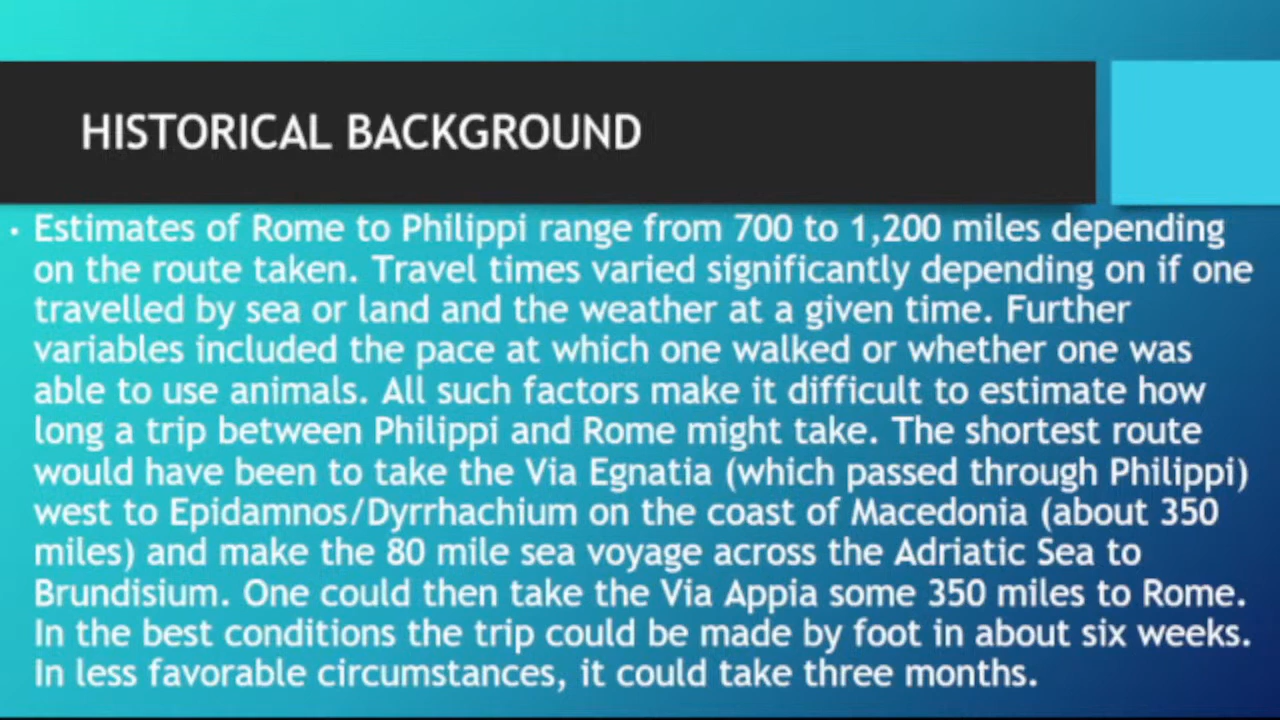 HISTORICAL BACKGROUND
• Estimates of Rome to Philippi range from 700 to 1,200 miles depending
on the route taken. Travel times varied significantly depending on if one
travelled by sea or land and the weather at a given time. Further
variables included the pace at which one walked or whether one was
able to use animals. All such factors make it difficult to estimate how
long a trip between Philippi and Rome might take. The shortest route
would have been to take the Via Egnatia (which passed through Philippi)
west to Epidamnos/Dyrrhachium on the coast of Macedonia (about 350
miles) and make the 80 mile sea voyage across the Adriatic Sea to
Brundisium. One could then take the Via Appia some 350 miles to Rome.
In the best conditions the trip could be made by foot in about six weeks.
In less favorable circumstances, it could take three months.